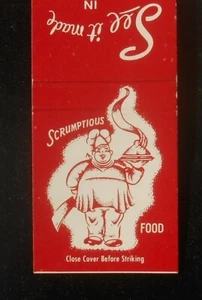 See it made
IN
SCRUMPTIOUS
FOOD
Close Cover Before Striking